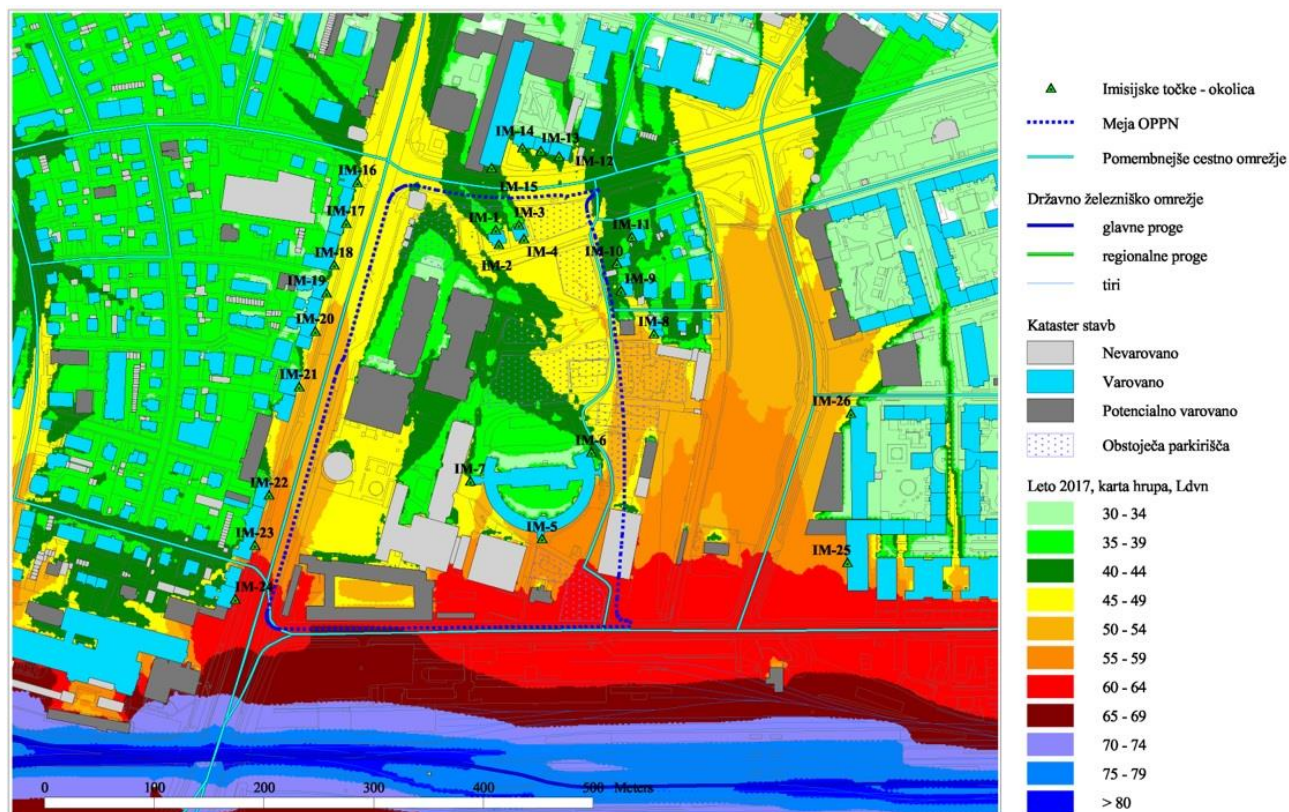 IM-14
IM-13
IM-12
IM-16
IM-15
IM-17
IM-1
IM-3
IM-11
IM-2
IM-4
IM-10
IM-18
IM-9
IM-19
IM-20
IM-8
IM-21
IM-26
IM-6
IM-7
IM-22
IM-5
IM-23
IM-25
IM-24
0 100 200 300 400 500 Meters
Imisijske točke - okolica
Meja OPPN
Pomembnejše cestno omrežje
Državno železniško omrežje
glavne proge
regionalne proge
tiri
Kataster stavb
Nevarovano
Varovano
Potencialno varovano
Obstoječa parkirišča
Leto 2017, karta hrupa, Ldvn
30 - 34
35 - 39
40 - 44
45 - 49
50 - 54
55 - 59
60 - 64
65 - 69
70 - 74
75 - 79
> 80